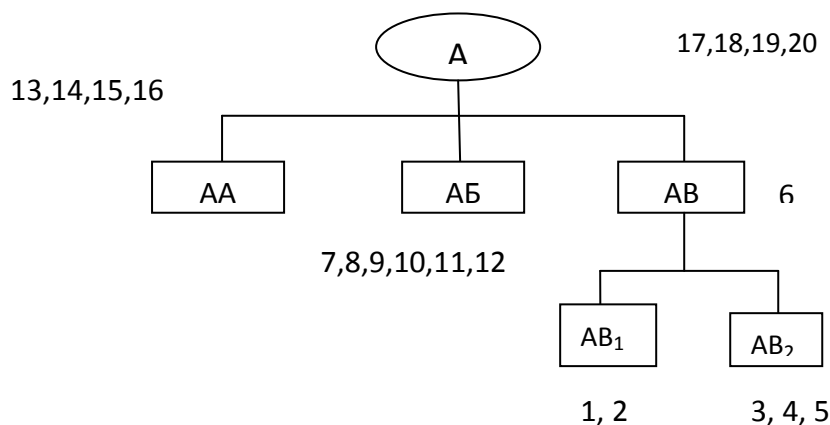 А
17,18,19,20
13,14,15,16
АА
АБ
АВ
6
7,8,9,10,11,12
АВ₁
АВ₂
1, 2
3, 4, 5